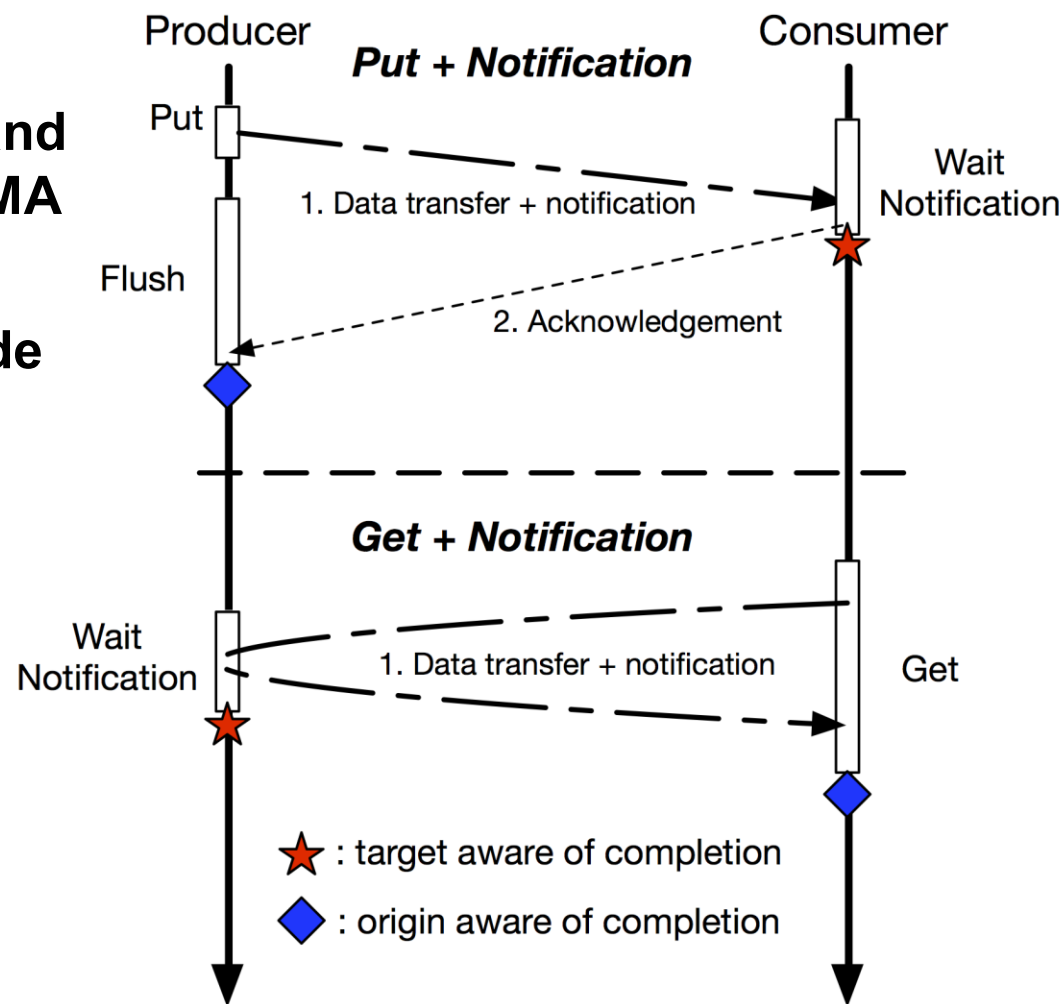 Producer
Consumer
Put + Notification
Put
Wait
Notification
1. Data transfer + notification
Flush
2. Acknowledgement
Get + Notification
Wait
Notification
1. Data transfer + notification
Get
: target aware of completion
: origin aware of completion